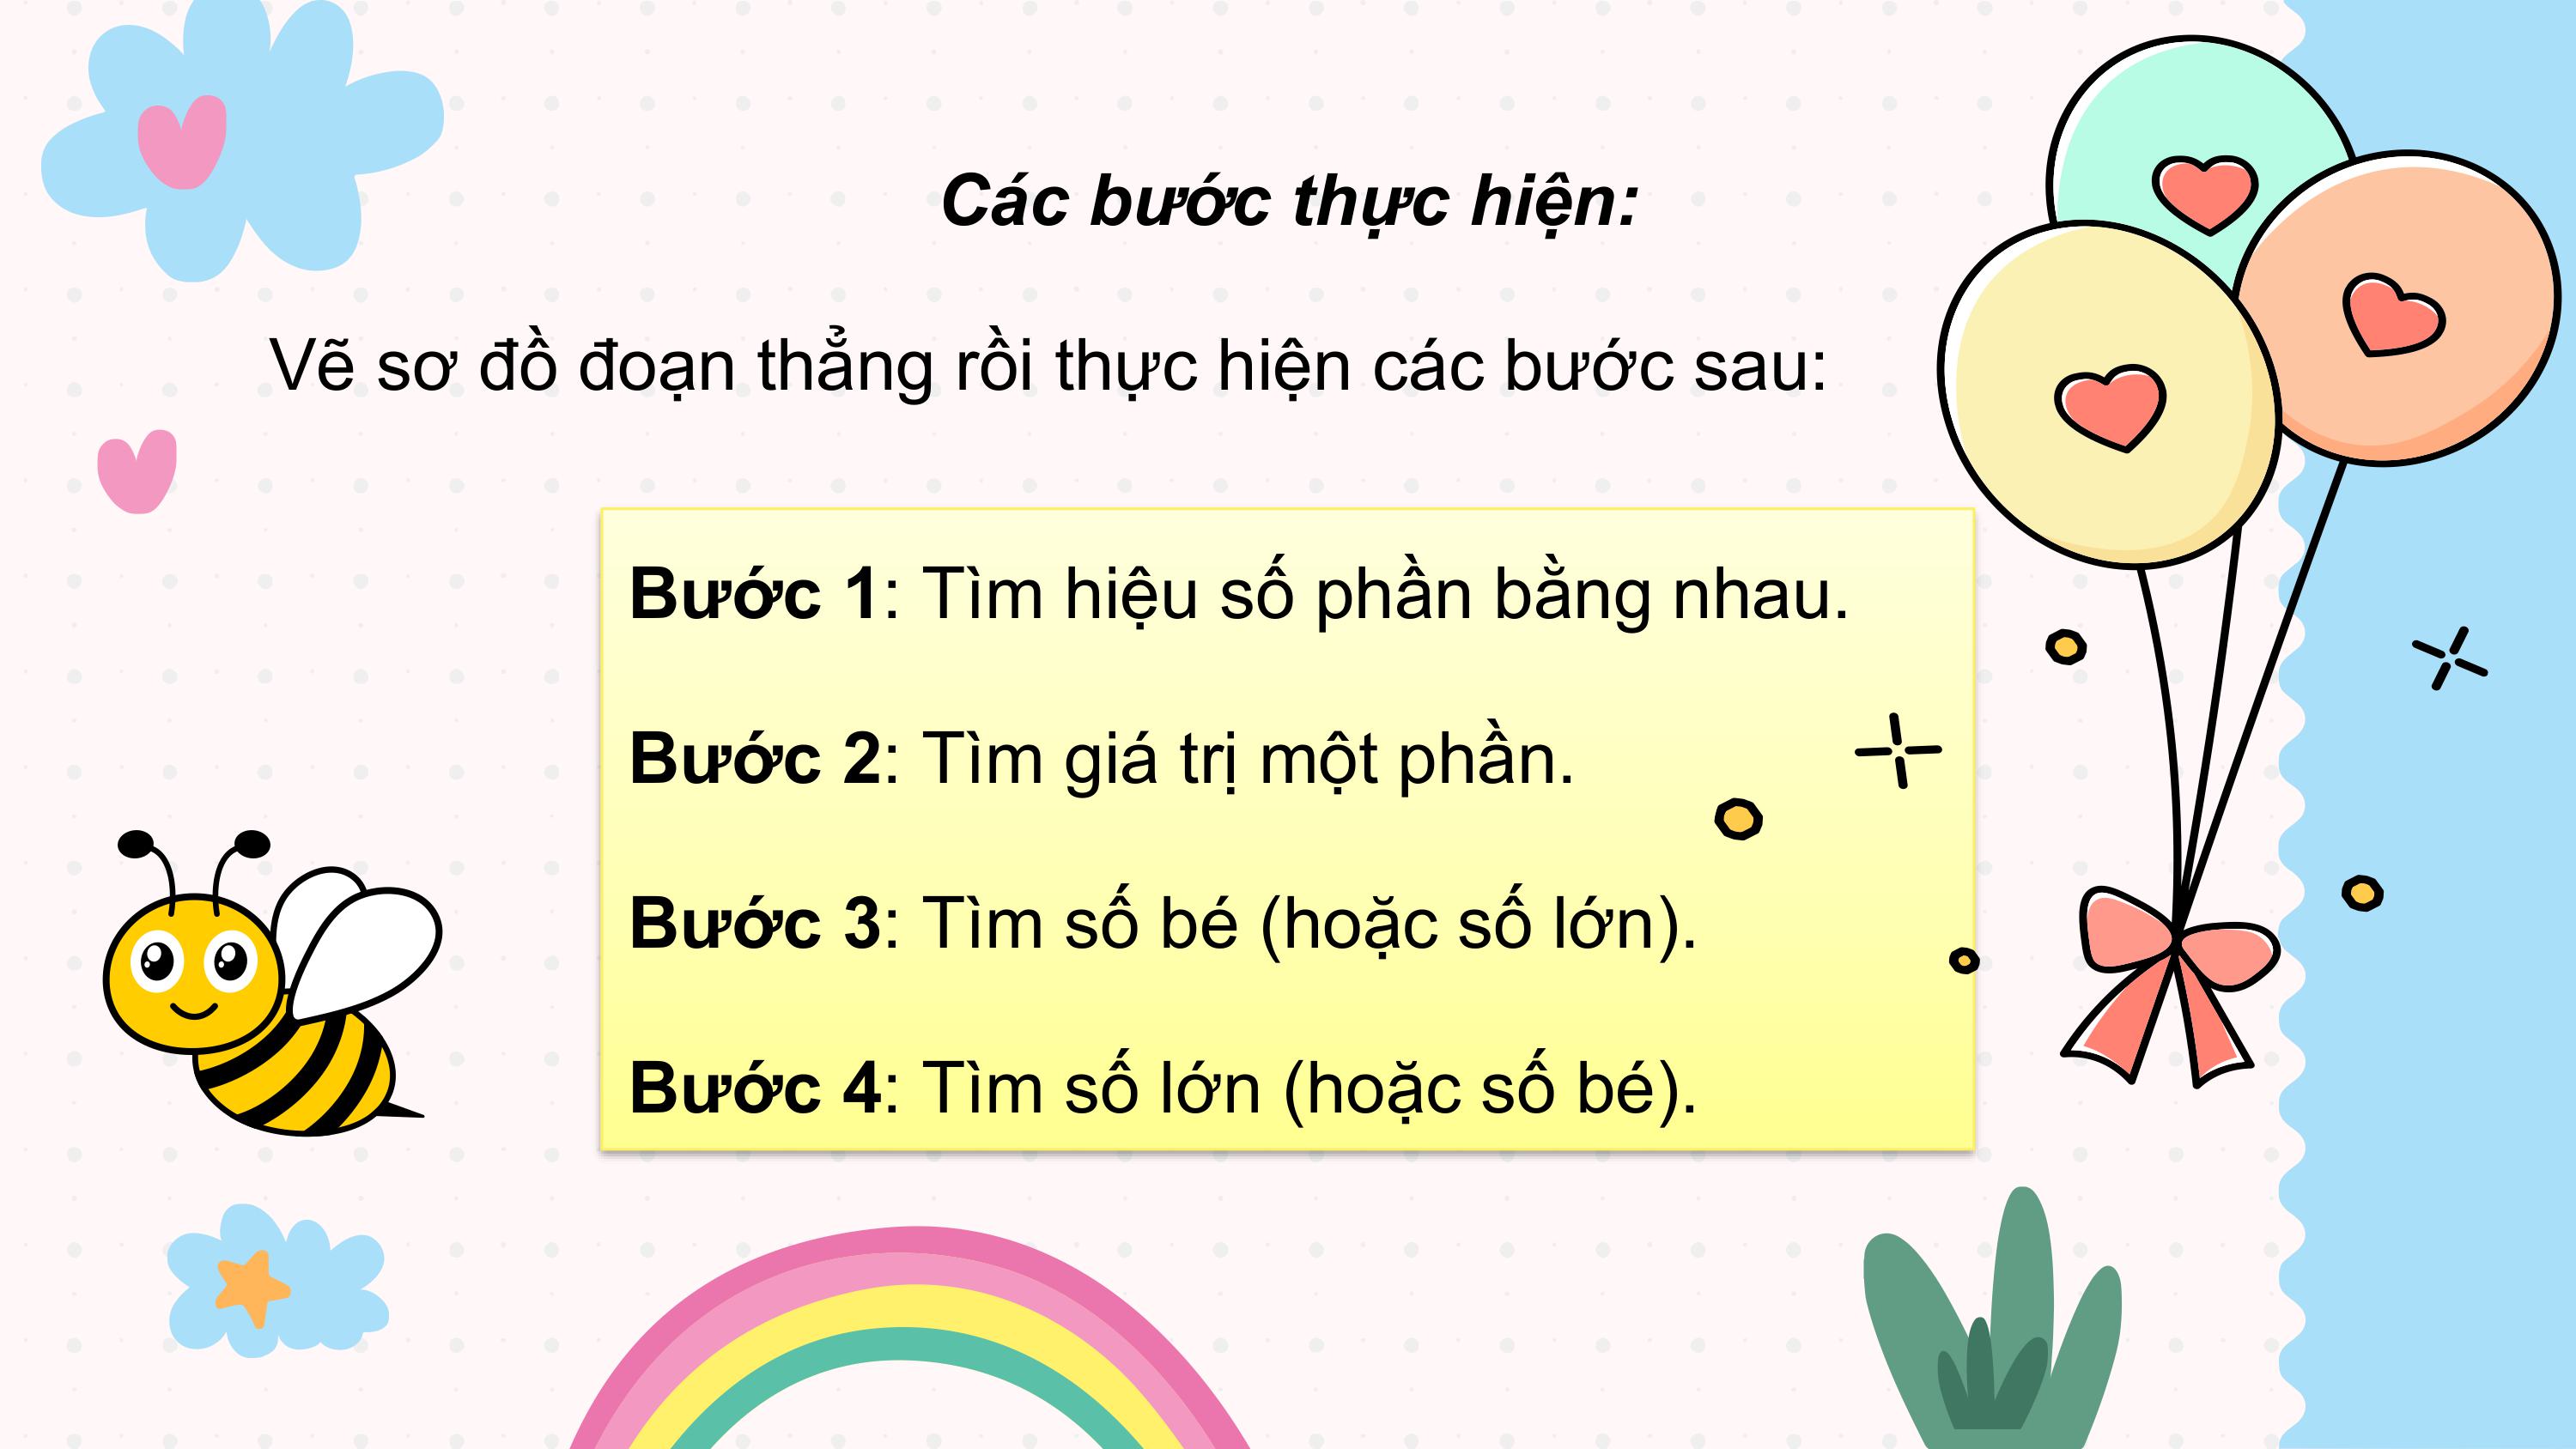 Các bước thực hiện:
Vẽ sơ đồ đoạn thẳng rồi thực hiện các bước sau:
Bước 1: Tìm hiệu số phần bằng nhau.
Bước 2: Tìm giá trị một phần.
Bước 3: Tìm số bé (hoặc số lớn).
Bước 4: Tìm số lớn (hoặc số bé).